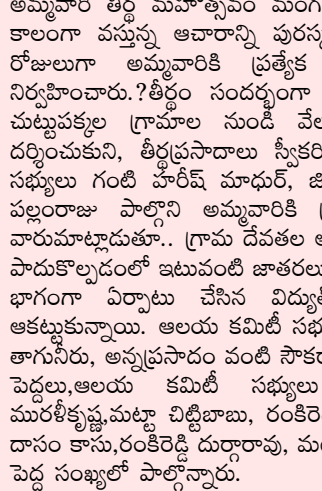 అమ్మవారి తీర్థ మహోత్సవం మంగ
కాలంగా వస్తున్న ఆచారాన్ని పురస్క
రోజులుగా అమ్మవారికి ప్రత్యేక
నిర్వహించారు.?తీర్థం సందర్భంగా
చుట్టుపక్కల గ్రామాల నుండి వేల
దర్శించుకుని, తీర్థప్రసాదాలు స్వీకరి
సభ్యులు గంటి హరీష్ మాధుర్, జి
పల్లంరాజు పాల్గొని అమ్మవారికి
వారుమాట్లాడుతూ.. గ్రామ దేవతల ఆ
పాదుకొల్పడంలో ఇటువంటి జాతరలు
భాగంగా ఏర్పాటు చేసిన విద్యుత్
ఆకట్టుకున్నాయి. ఆలయ కమిటీ సభ
తాగునీరు, అన్నప్రసాదం వంటి సౌకర
పెద్దలు,ఆలయ కమిటీ సభ్యులు
మురళీకృష్ణ,మట్టా చిట్టిబాబు, రంకిరె
దాసం కాసు,రంకిరెడ్డి దుర్గారావు, మల
పెద్ద సంఖ్యలో పాల్గొన్నారు.